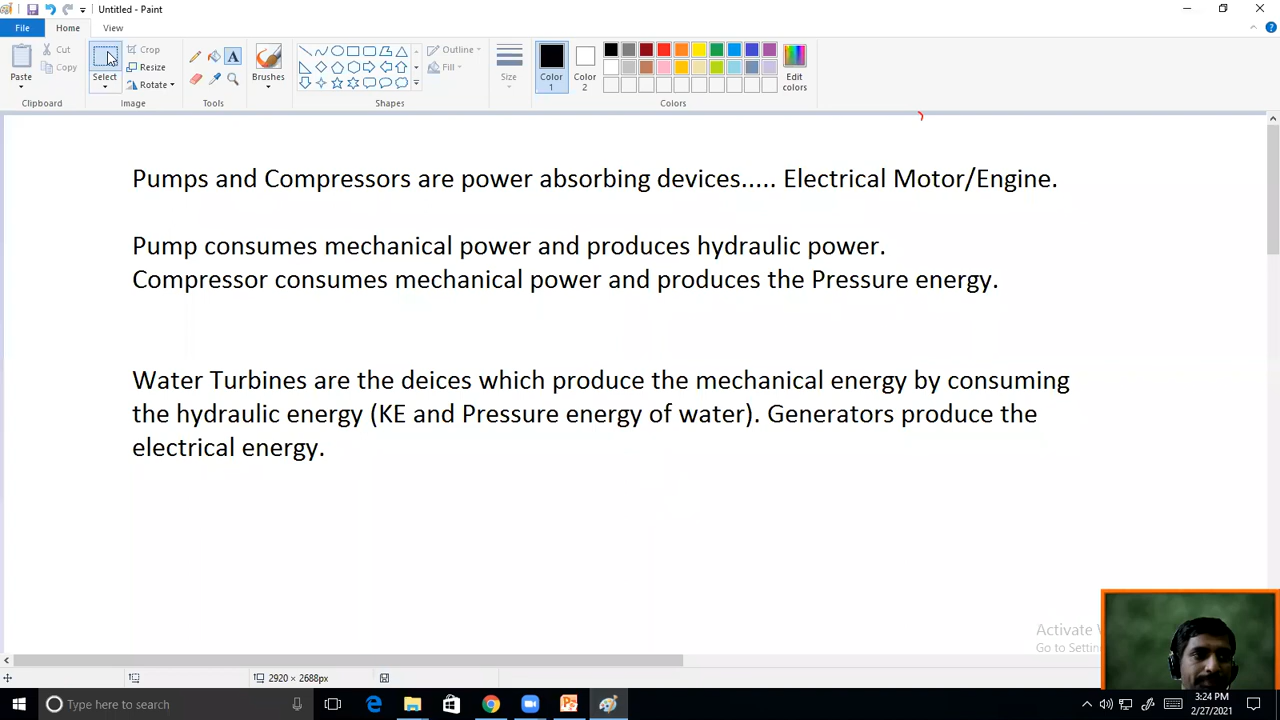 Untitled - Paint
File Home View
Paste
Cut
Copy
Clipboard
Select
Crop
Resize
Rotate
Image
Tools
Brushes
Shapes
Outline
Fill
Size
Color 1
Color 2
Colors
Edit colors
Pumps and Compressors are power absorbing devices..... Electrical Motor/Engine.
Pump consumes mechanical power and produces hydraulic power.
Compressor consumes mechanical power and produces the Pressure energy.
Water Turbines are the deices which produce the mechanical energy by consuming
the hydraulic energy (KE and Pressure energy of water). Generators produce the
electrical energy.
Activate
Go to Settin
2920 × 2688px
Type here to search
3:24 PM
2/27/2021